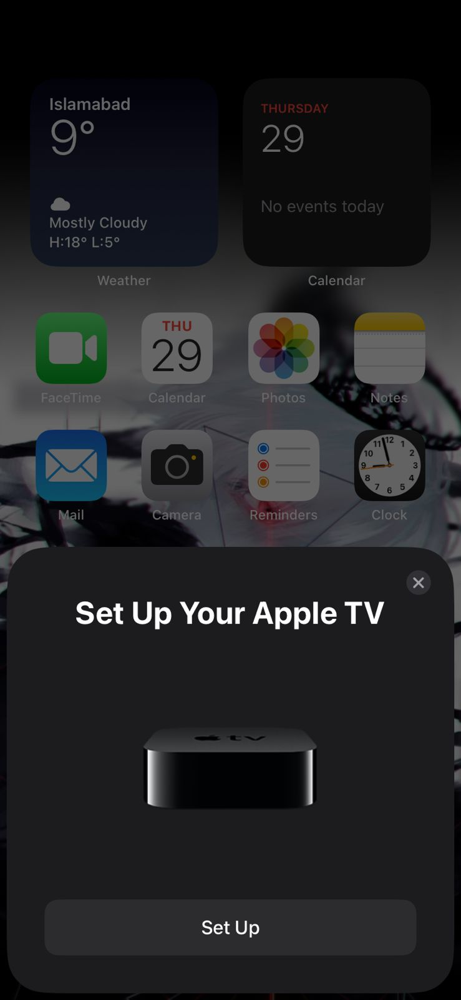 Islamabad
9°
Mostly Cloudy
H:18° L:5°
Weather
THURSDAY
29
No events today
Calendar
FaceTime
THU
29
Calendar
Photos
Notes
Mail
Camera
Reminders
12
1
2
3
4
5
6
7
8
9
10
11
Clock
Set Up Your Apple TV
tv
Set Up